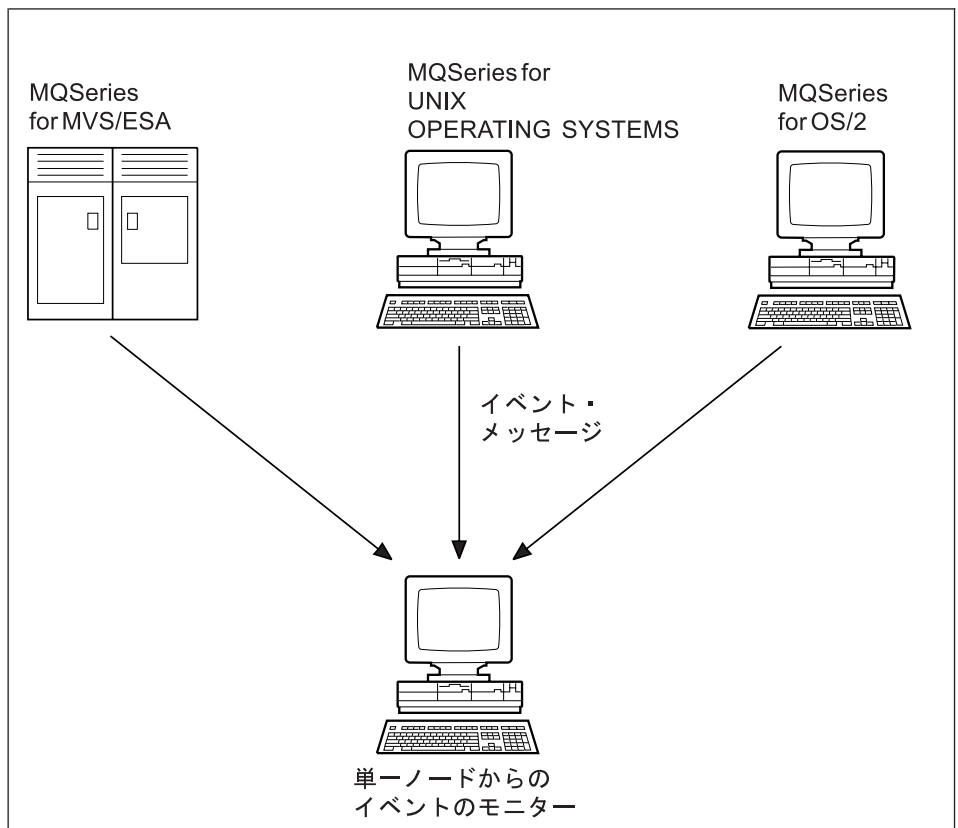 MQSeries
for MVS/ESA
MQSeries for
UNIX
OPERATING SYSTEMS
MQSeries
for OS/2
イベント・
メッセージ
単一ノードからの
イベントのモニター